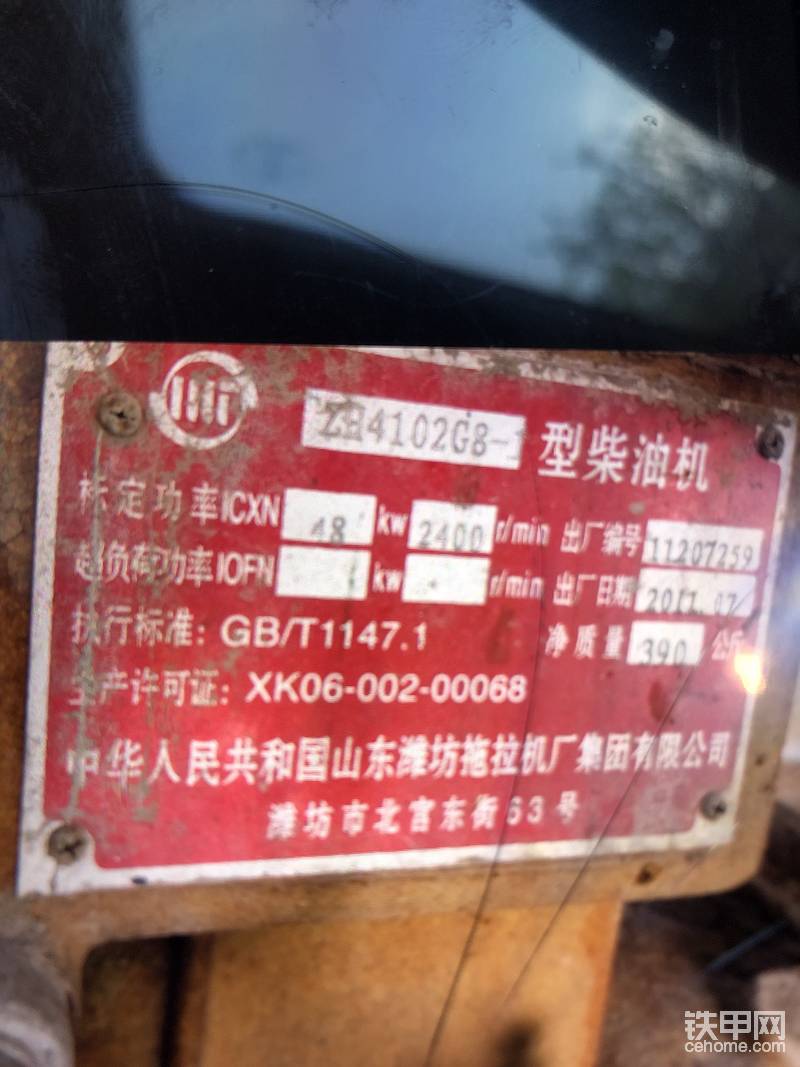 ZH4102G8-1 型柴油机
标定功率ICXN 48 kw 2400 r/min 出厂编号 11207259
超负荷功率IOFN kw r/min 出厂日期 2011.07
执行标准: GB/T1147.1 净质量 390 公斤
生产许可证: XK06-002-00068
中华人民共和国山东潍坊拖拉机厂集团有限公司
潍坊市北宫东街63号
铁甲网
cehome.com